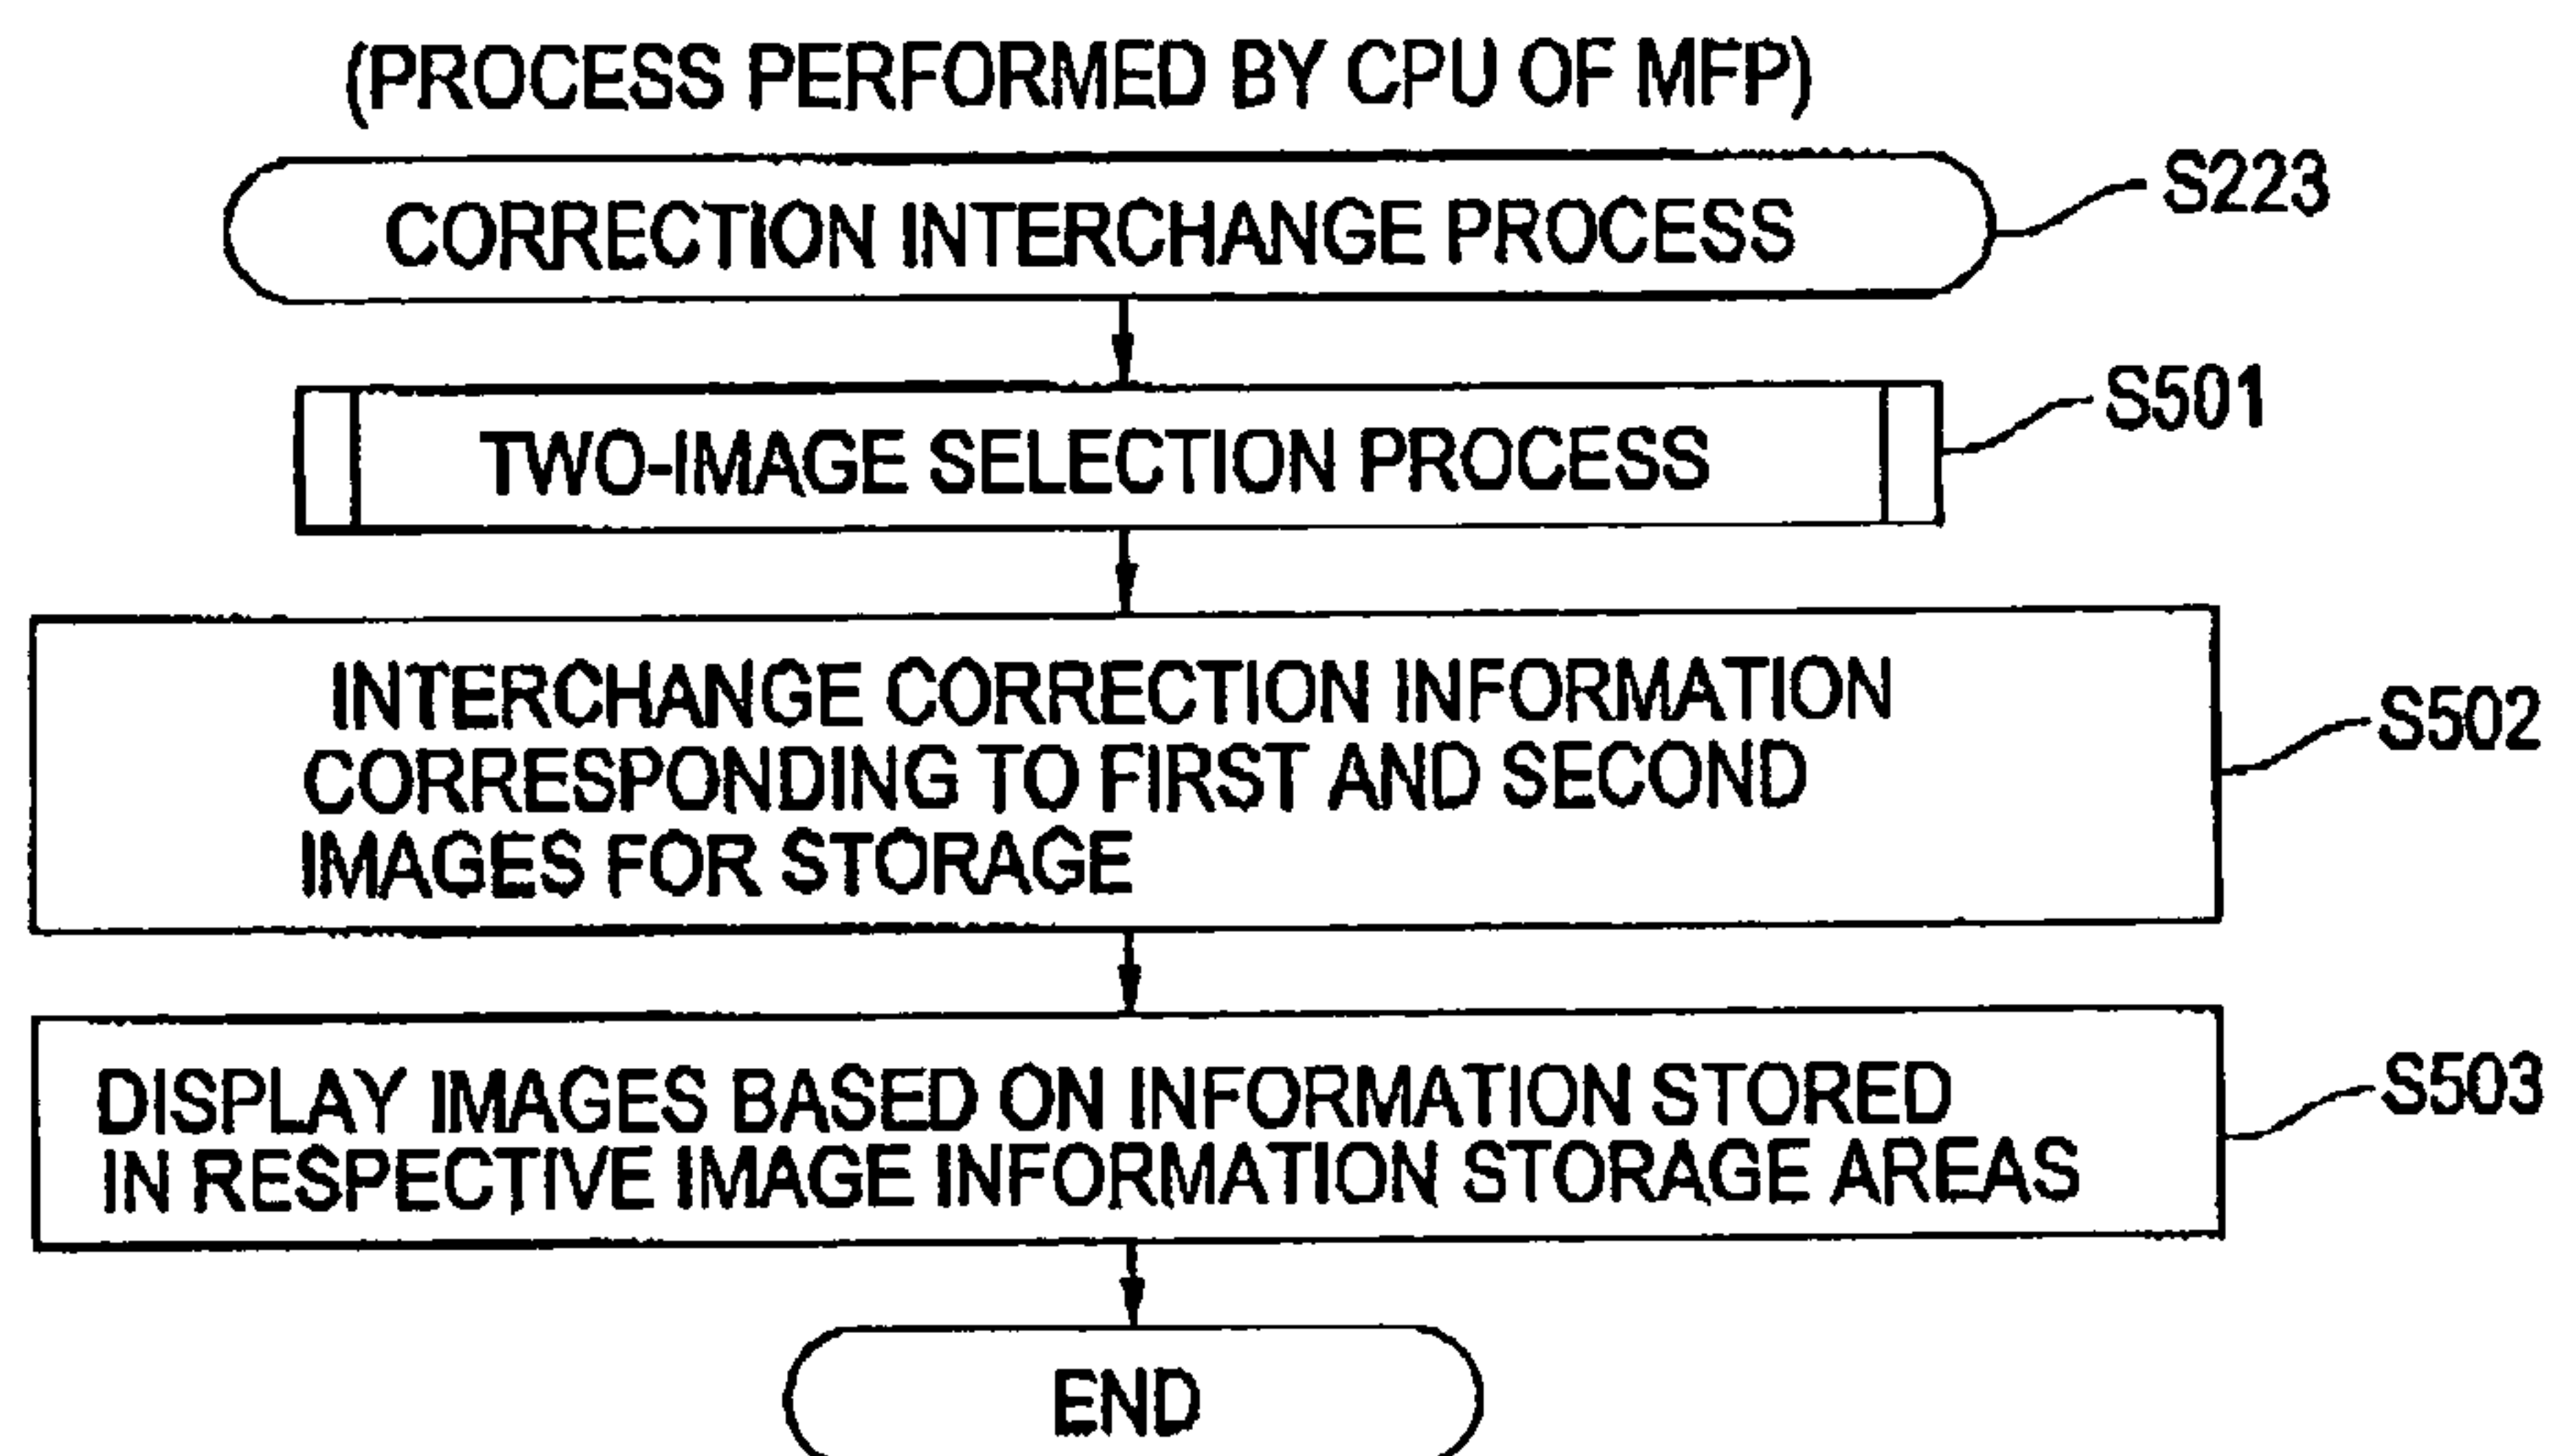 (PROCESS PERFORMED BY CPU OF MFP)
CORRECTION INTERCHANGE PROCESS
S223
TWO-IMAGE SELECTION PROCESS
S501
INTERCHANGE CORRECTION INFORMATION
CORRESPONDING TO FIRST AND SECOND
IMAGES FOR STORAGE
S502
DISPLAY IMAGES BASED ON INFORMATION STORED
IN RESPECTIVE IMAGE INFORMATION STORAGE AREAS
S503
END